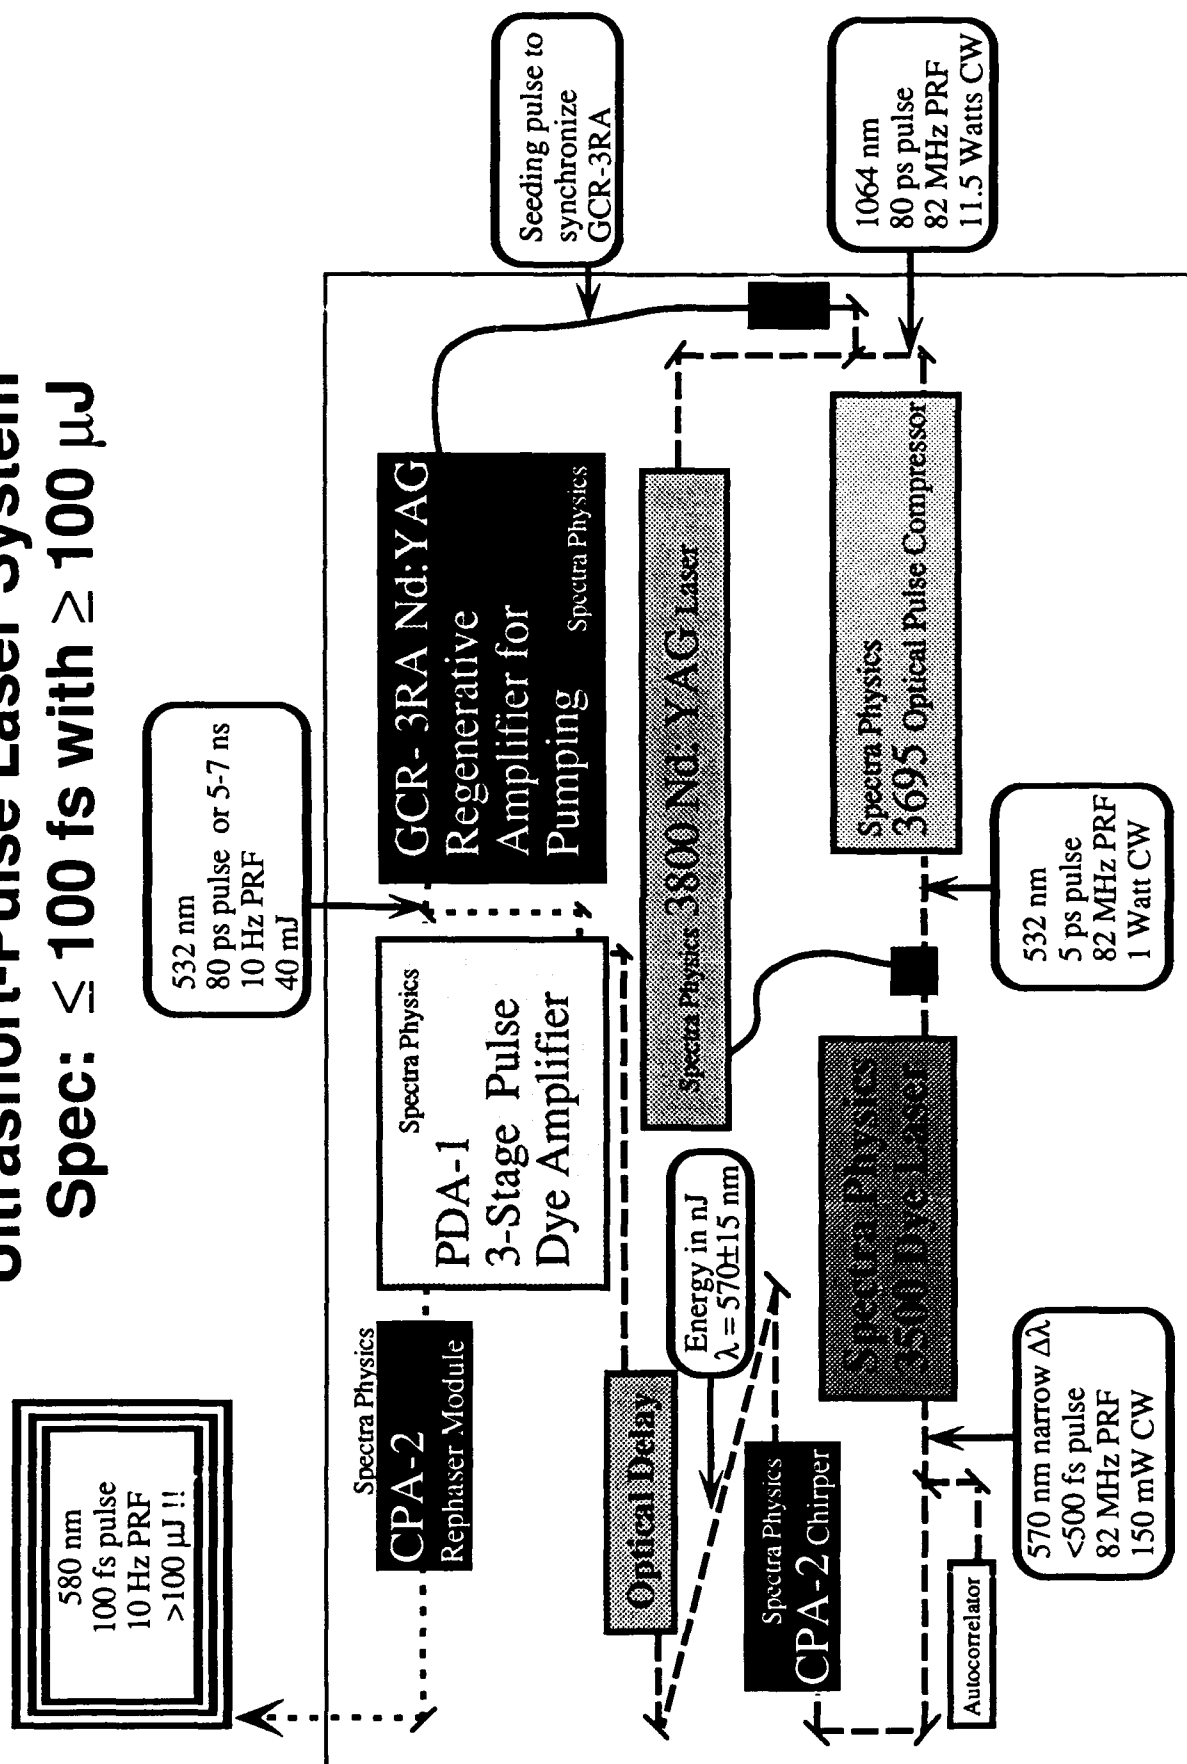 Ultrashort-Pulse Laser System
Spec: ≤ 100 fs with ≥ 100 μJ
580 nm
100 fs pulse
10 Hz PRF
>100 μJ !!
532 nm
80 ps pulse or 5-7 ns
10 Hz PRF
40 mJ
Seeding pulse to
synchronize
GCR-3RA
Spectra Physics
CPA-2
Rephaser Module
Spectra Physics
PDA-1
3-Stage Pulse
Dye Amplifier
GCR-3RA Nd:YAG
Regenerative
Amplifier for
Pumping
Spectra Physics
Optical Delay
Energy in nJ
λ = 570±15 nm
Spectra Physics 3800 Nd: YAG Laser
1064 nm
80 ps pulse
82 MHz PRF
11.5 Watts CW
Spectra Physics
CPA-2 Chirper
Spectra Physics
3500 Dye Laser
Spectra Physics
3695 Optical Pulse Compressor
Autocorrelator
570 nm narrow Δλ
<500 fs pulse
82 MHz PRF
150 mW CW
532 nm
5 ps pulse
82 MHz PRF
1 Watt CW